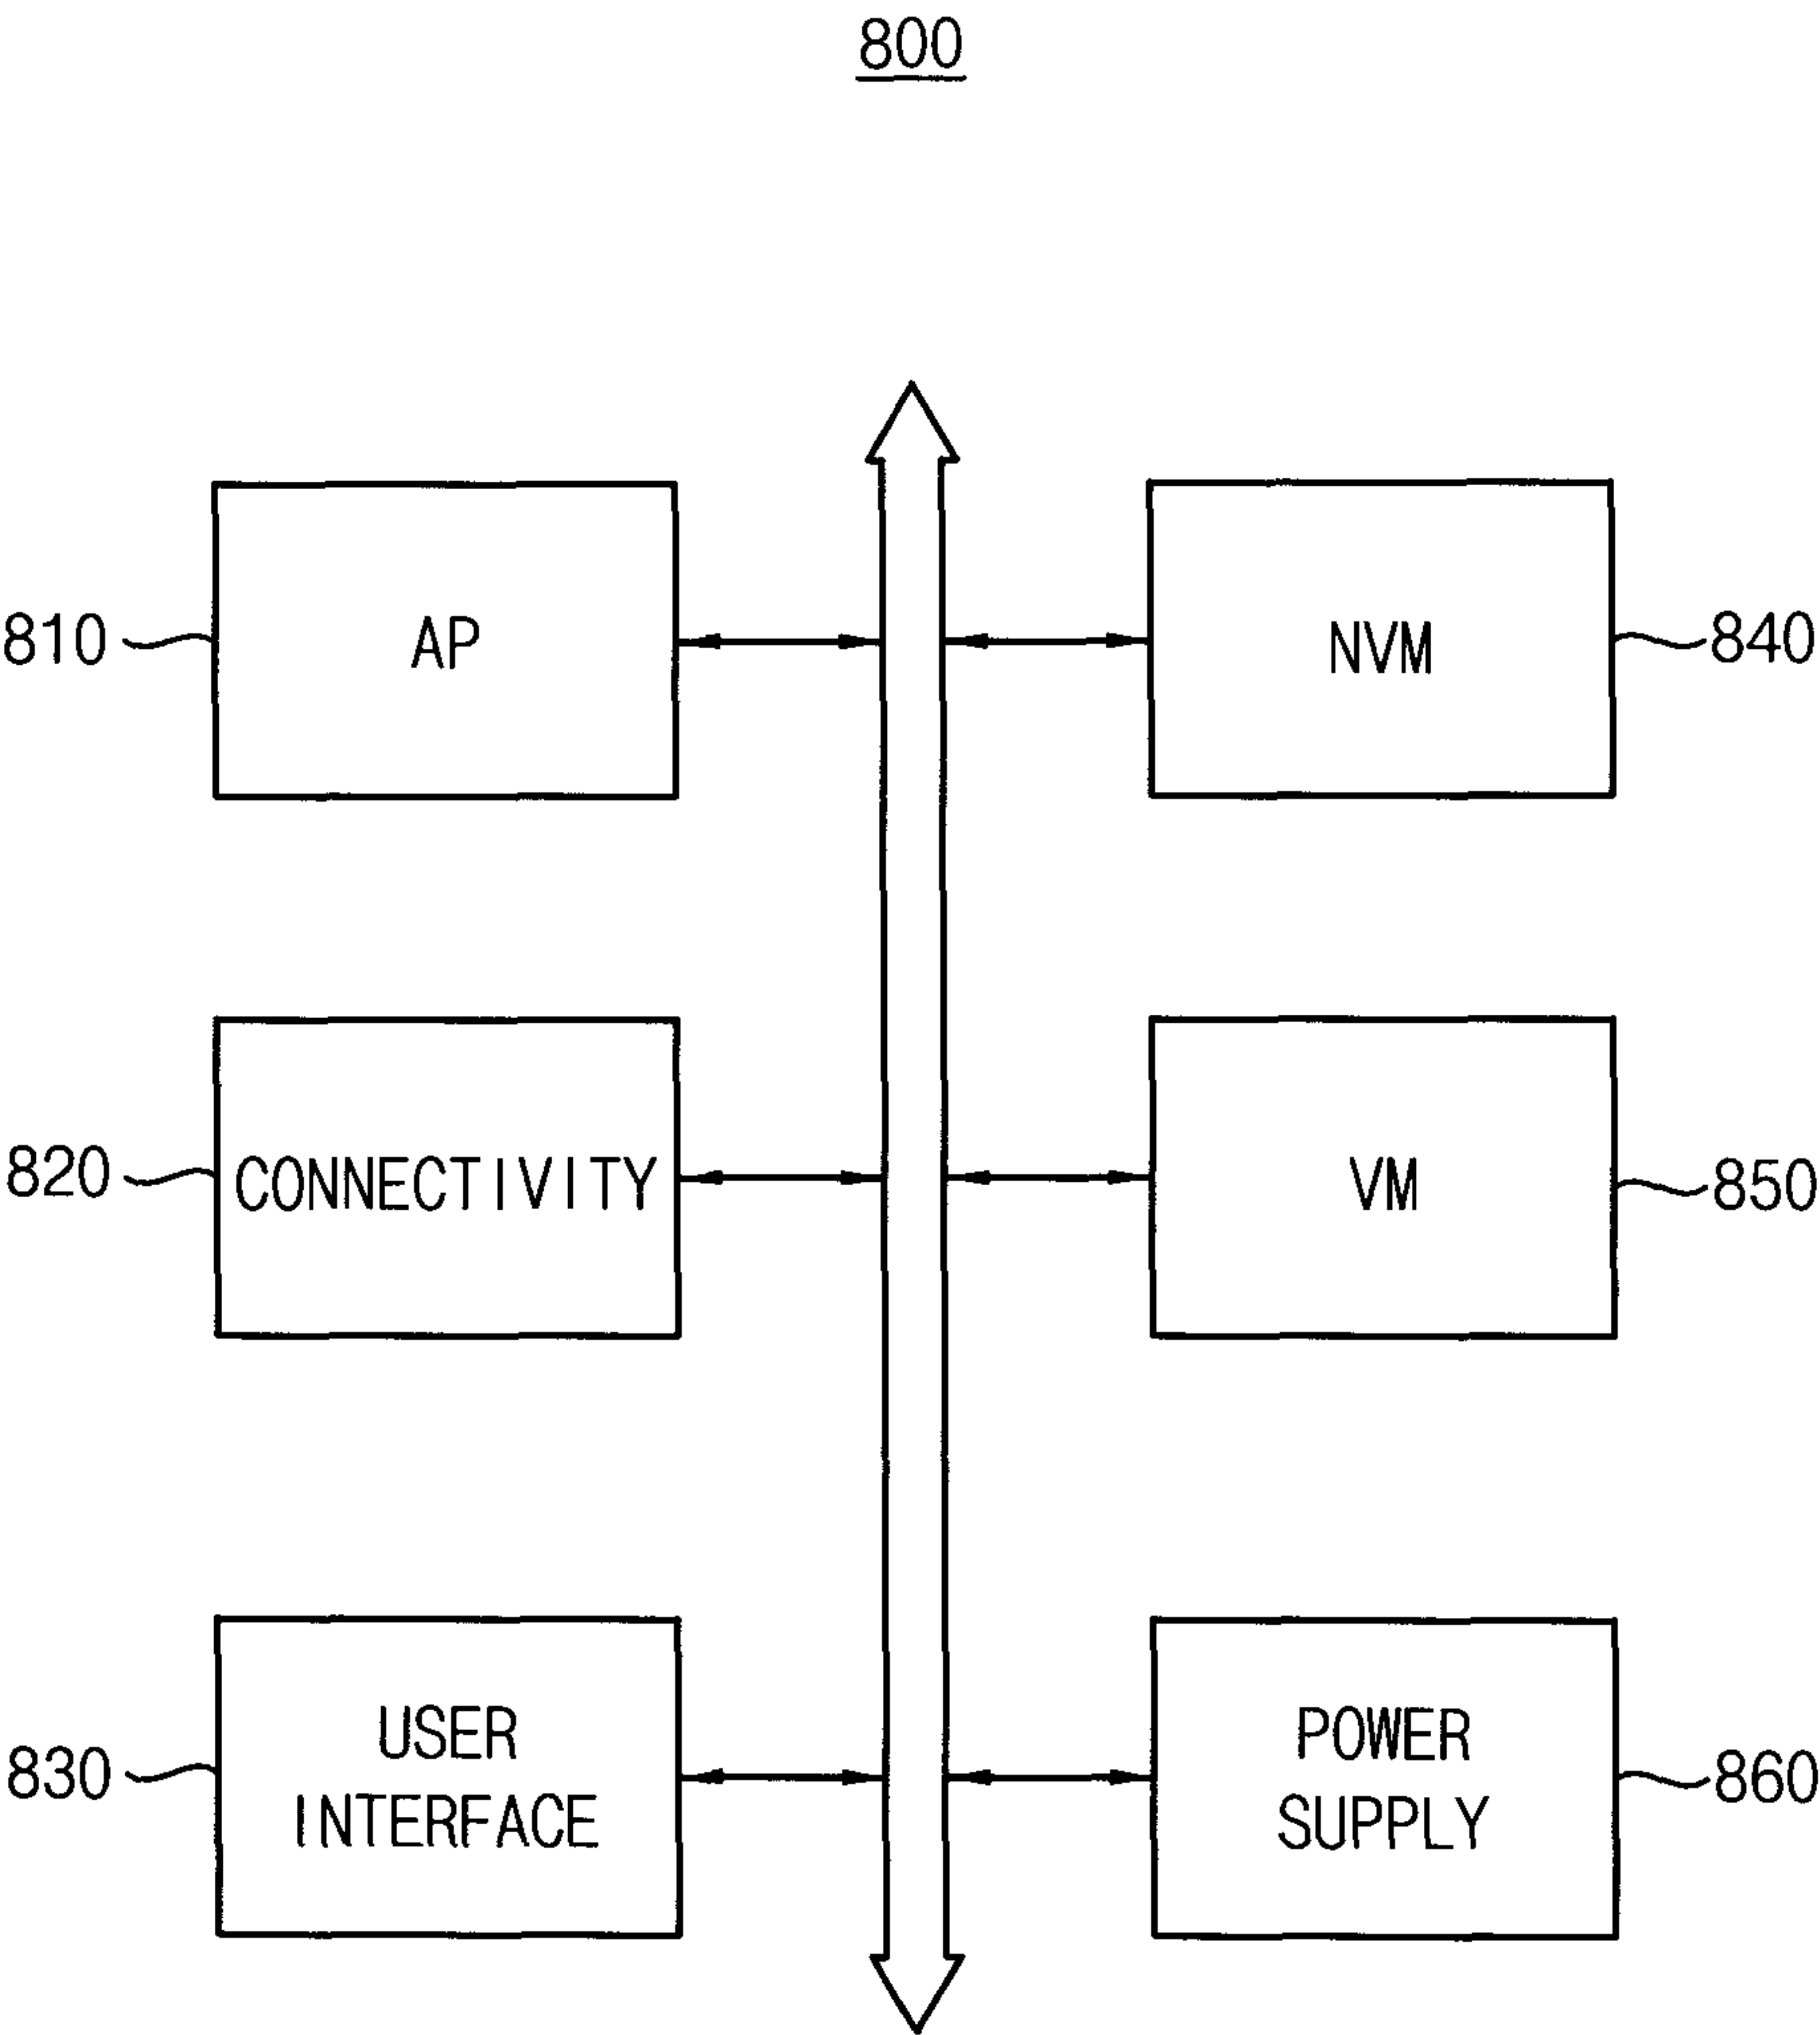 800
810
AP
NVM
840
820
CONNECTIVITY
VM
850
830
USER
INTERFACE
POWER
SUPPLY
860